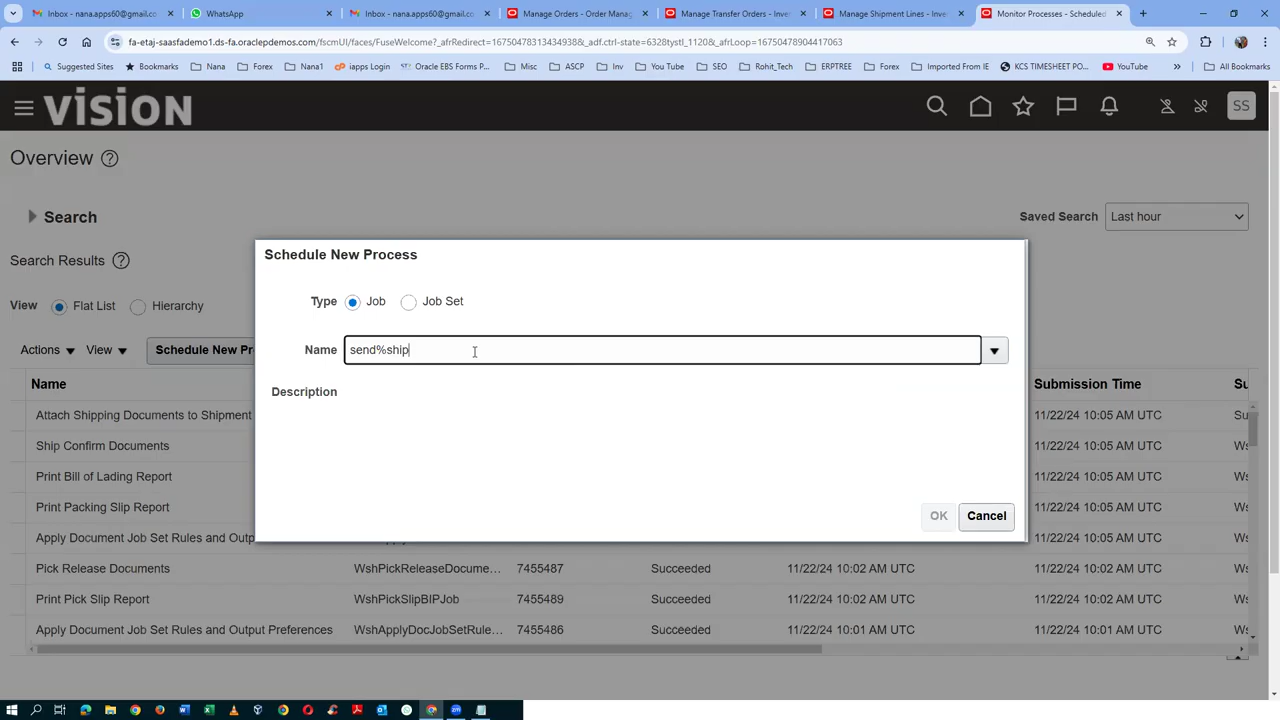 Inbox - nana.apps60@gmail.co
WhatsApp
Inbox - nana.apps60@gmail.co
Manage Orders - Order Manag
Manage Transfer Orders - Inver
Manage Shipment Lines - Inve
Monitor Processes - Scheduled
fa-etaj-saasfademo1.ds-fa.oraclepdemos.com/fscmUI/faces/FuseWelcome?_afrRedirect=16750478313434938&_adf.ctrl-state=6328tystl_1120&_afrLoop=16750478904417063
Suggested Sites
Bookmarks
Nana
Forex
Nana1
iapps Login
Oracle EBS Forms P...
Misc
ASCP
Inv
You Tube
SEO
Rohit_Tech
ERPTREE
Forex
Imported From IE
KCS TIMESHEET PO...
YouTube
»
All Bookmarks
vision
SS
Overview ?
Search
Saved Search Last hour
Search Results ?
View Flat List Hierarchy
Actions View Schedule New Pr
Name
Submission Time
Su
Attach Shipping Documents to Shipment
11/22/24 10:05 AM UTC
Su
Ship Confirm Documents
11/22/24 10:05 AM UTC
Ws
Print Bill of Lading Report
11/22/24 10:05 AM UTC
Ws
Print Packing Slip Report
11/22/24 10:05 AM UTC
Ws
Apply Document Job Set Rules and Outp
11/22/24 10:05 AM UTC
Ws
Pick Release Documents WshPickReleaseDocume... 7455487 Succeeded 11/22/24 10:02 AM UTC 11/22/24 10:02 AM UTC Ws
Print Pick Slip Report WshPickSlipBIPJob 7455489 Succeeded 11/22/24 10:02 AM UTC 11/22/24 10:02 AM UTC Ws
Apply Document Job Set Rules and Output Preferences WshApplyDocJobSetRule... 7455486 Succeeded 11/22/24 10:01 AM UTC 11/22/24 10:01 AM UTC Ws
Schedule New Process
Type Job Job Set
Name send%ship
Description
OK Cancel